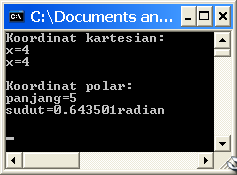 C:\Documents an...
Koordinat kartesian:
x=4
x=4
Koordinat polar:
panjang=5
sudut=0.643501radian